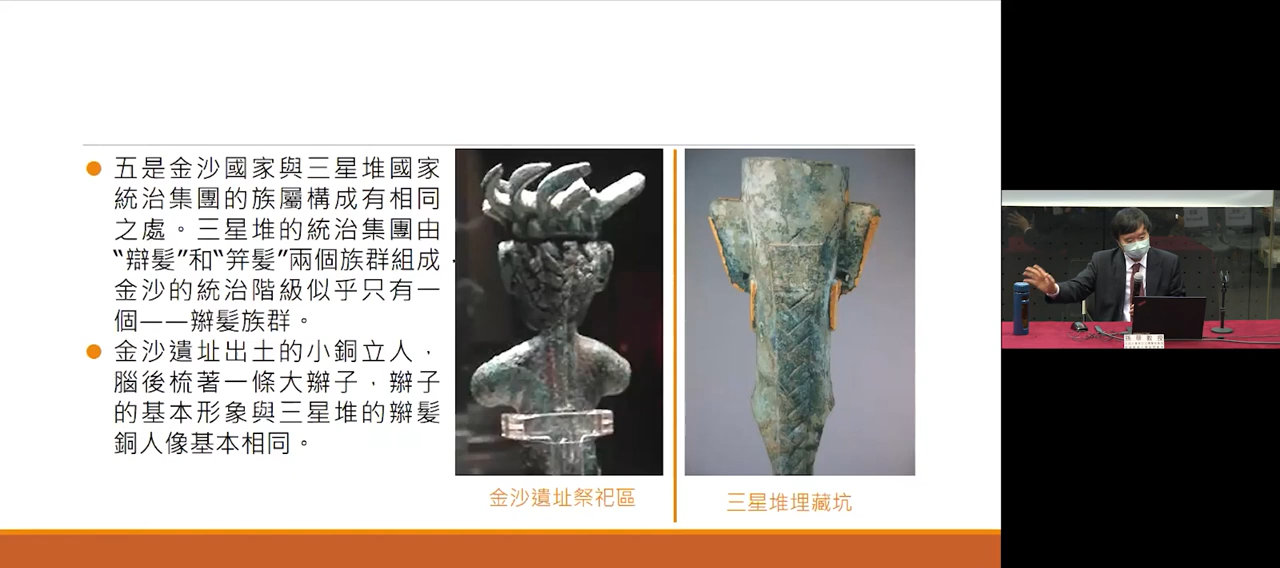 五是金沙國家與三星堆國家
統治集團的族屬構成有相同
之處。三星堆的統治集團由
“辯髮”和“笄髮”兩個族群組成，
金沙的統治階級似乎只有一
個——辮髮族群。
金沙遺址出土的小銅立人，
腦後梳著一條大辮子，辮子
的基本形象與三星堆的辮髮
銅人像基本相同。
金沙遺址祭祀區
三星堆埋藏坑